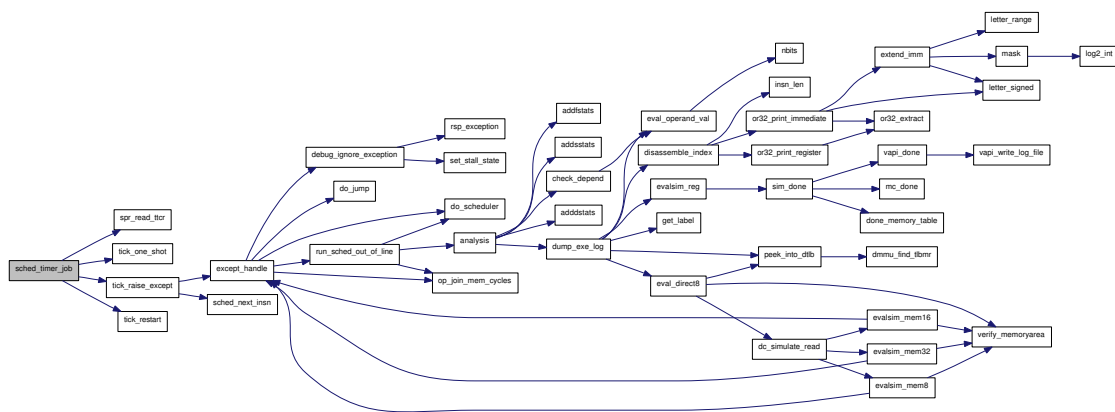 sched_timer_job
spr_read_ttcr
tick_one_shot
tick_raise_except
tick_restart
except_handle
sched_next_insn
debug_ignore_exception
do_jump
do_scheduler
run_sched_out_of_line
op_join_mem_cycles
rsp_exception
set_stall_state
analysis
addlstats
addsstats
check_depend
adddstats
dump_exe_log
eval_operand_val
disassemble_index
evalsim_reg
get_label
peek_into_dtlb
eval_direct8
nbits
insn_len
or32_print_immediate
or32_print_register
sim_done
dmmu_find_tlbmr
dc_simulate_read
extend_imm
or32_extract
vapi_done
mc_done
done_memory_table
evalsim_mem16
evalsim_mem32
evalsim_mem8
letter_range
mask
letter_signed
log2_int
vapi_write_log_file
verify_memoryarea